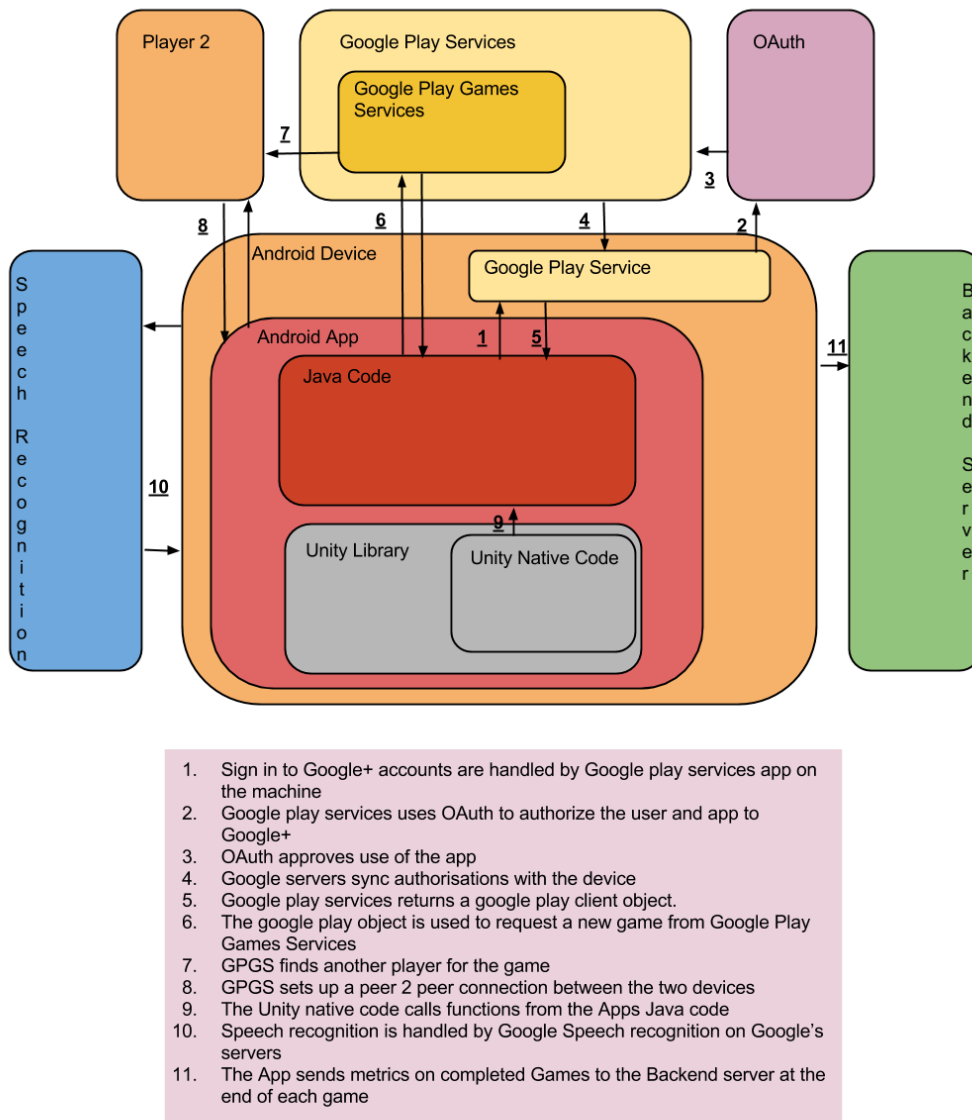 Player 2
Google Play Services
OAuth
Google Play Games
Services
7
3
8
6
4
2
Android Device
Google Play Service
Speech Recognition
Backend Server
Android App
1
5
11
Java Code
10
9
Unity Library
Unity Native Code
1. Sign in to Google+ accounts are handled by Google play services app on
the machine
2. Google play services uses OAuth to authorize the user and app to
Google+
3. OAuth approves use of the app
4. Google servers sync authorisations with the device
5. Google play services returns a google play client object.
6. The google play object is used to request a new game from Google Play
Games Services
7. GPGS finds another player for the game
8. GPGS sets up a peer 2 peer connection between the two devices
9. The Unity native code calls functions from the Apps Java code
10. Speech recognition is handled by Google Speech recognition on Google's
servers
11. The App sends metrics on completed Games to the Backend server at the
end of each game